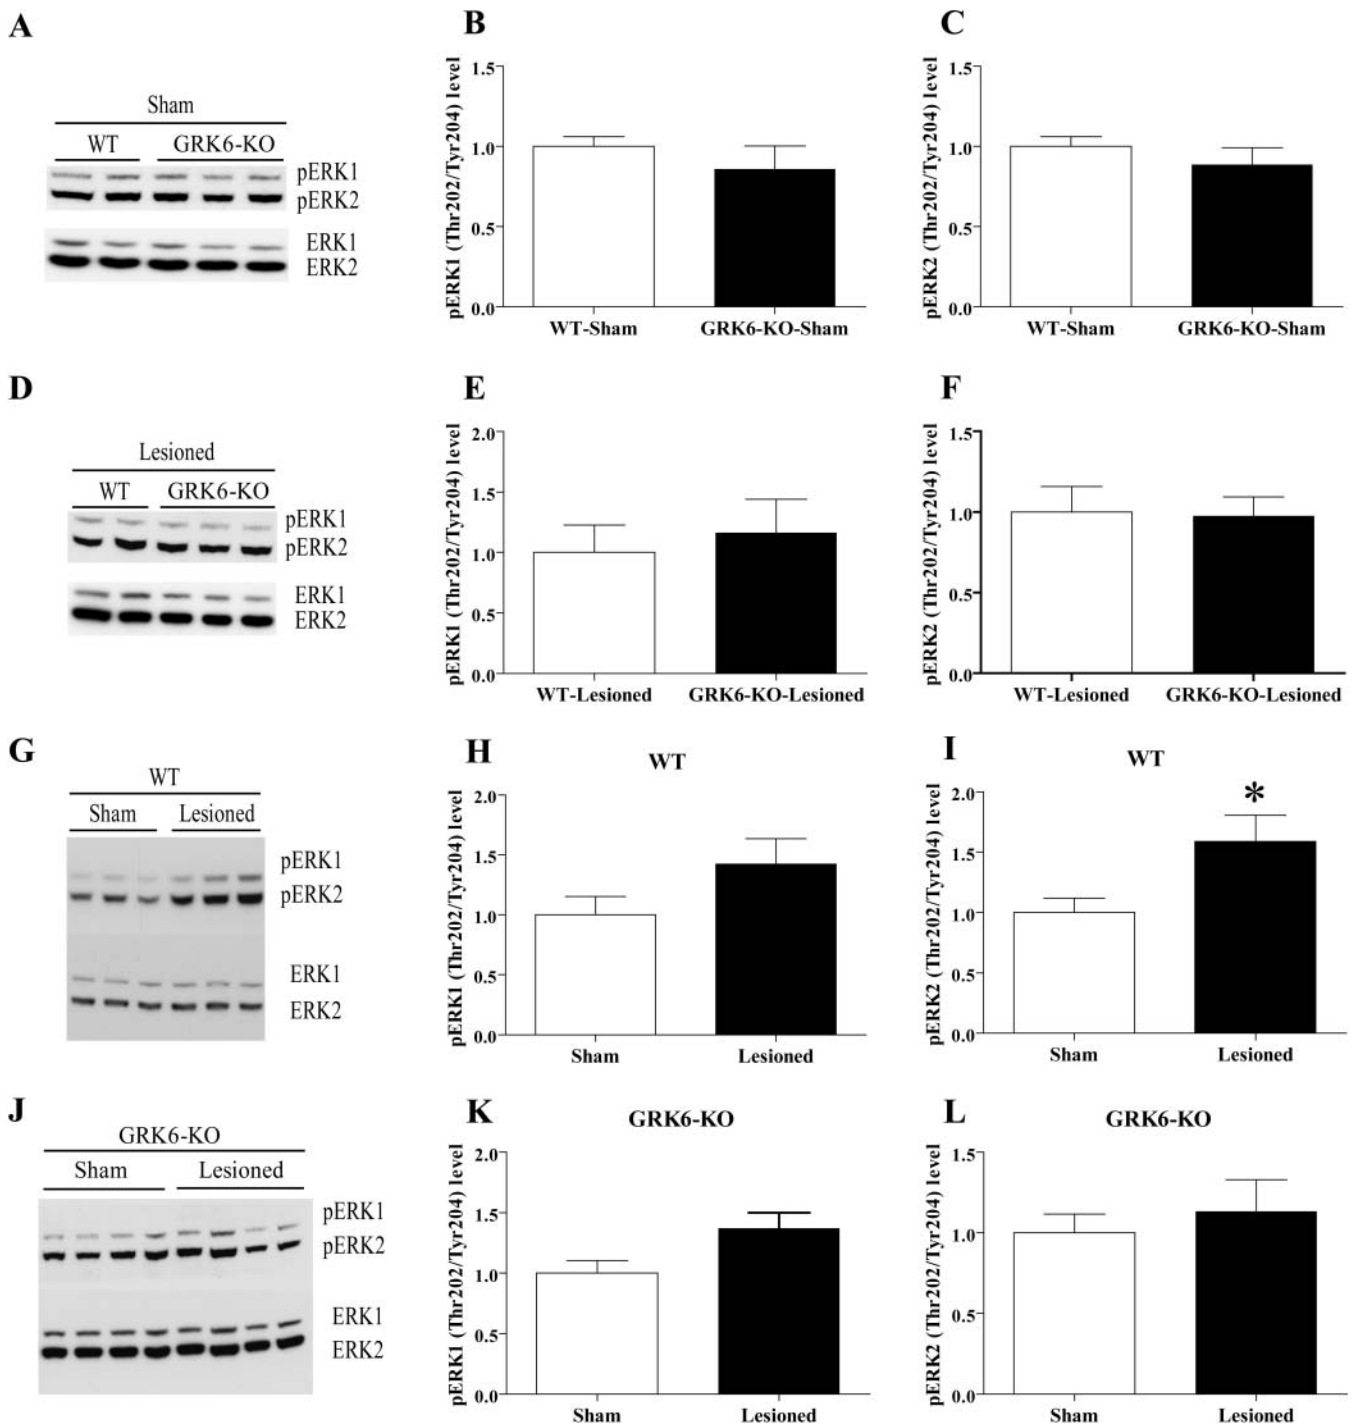 A
Sham
WT GRK6-KO
pERK1
pERK2
ERK1
ERK2
B
pERK1 (Thr202/Tyr204) level
1.5
1.0
0.5
0.0
WT-Sham GRK6-KO-Sham
C
pERK2 (Thr202/Tyr204) level
1.5
1.0
0.5
0.0
WT-Sham GRK6-KO-Sham
D
Lesioned
WT GRK6-KO
pERK1
pERK2
ERK1
ERK2
E
pERK1 (Thr202/Tyr204) level
2.0
1.5
1.0
0.5
0.0
WT-Lesioned GRK6-KO-Lesioned
F
pERK2 (Thr202/Tyr204) level
1.5
1.0
0.5
0.0
WT-Lesioned GRK6-KO-Lesioned
G
WT
Sham Lesioned
pERK1
pERK2
ERK1
ERK2
H
WT
pERK1 (Thr202/Tyr204) level
2.0
1.5
1.0
0.5
0.0
Sham Lesioned
I
WT
pERK2 (Thr202/Tyr204) level
2.0
1.5
1.0
0.5
0.0
*
Sham Lesioned
J
GRK6-KO
Sham Lesioned
pERK1
pERK2
ERK1
ERK2
K
GRK6-KO
pERK1 (Thr202/Tyr204) level
2.0
1.5
1.0
0.5
0.0
Sham Lesioned
L
GRK6-KO
pERK2 (Thr202/Tyr204) level
1.5
1.0
0.5
0.0
Sham Lesioned